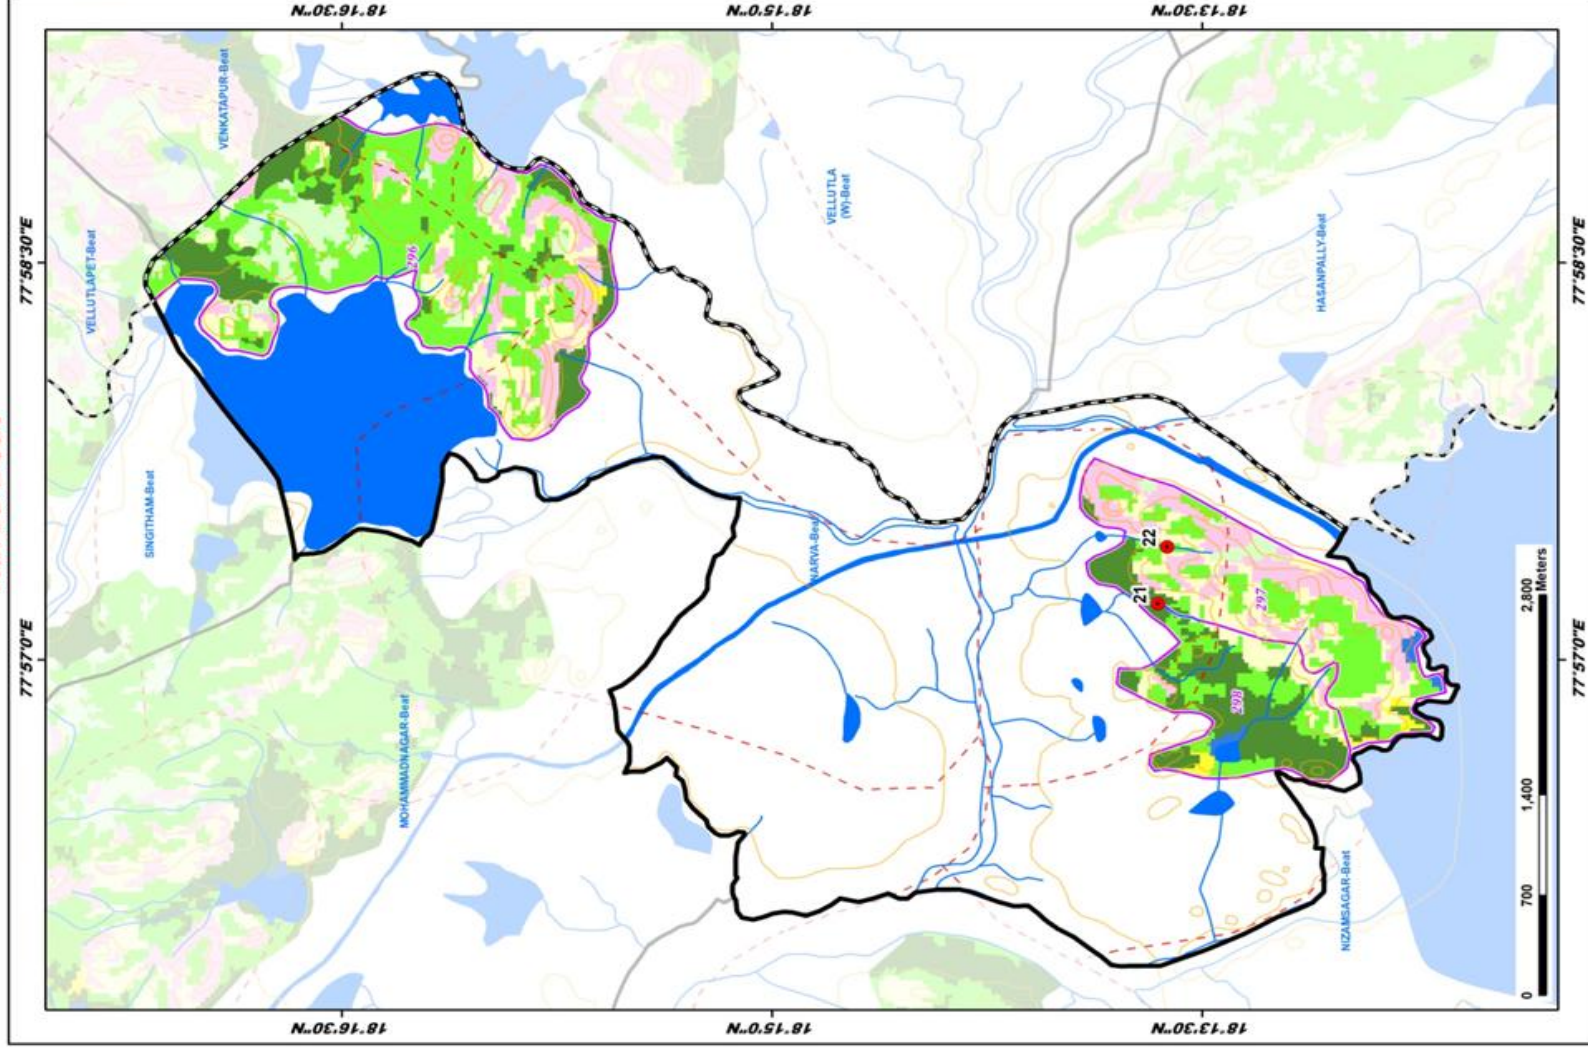 18°16'30"N
18°15'0"N
18°13'30"N
VENKATAPUR-Beat
VELLUTLAPET-Beat
77°58'30"E
VELLUTLA
(W)-Beat
296
HASANPALLY-Beat
77°58'30"E
SINGITHAM-Beat
NARVA-Beat
22
21
297
77°57'0"E
298
77°57'0"E
MOHAMMADNAGAR-Beat
NIZAMSAGAR-Beat
0
700
1,400
2,800
Meters
18°16'30"N
18°15'0"N
18°13'30"N